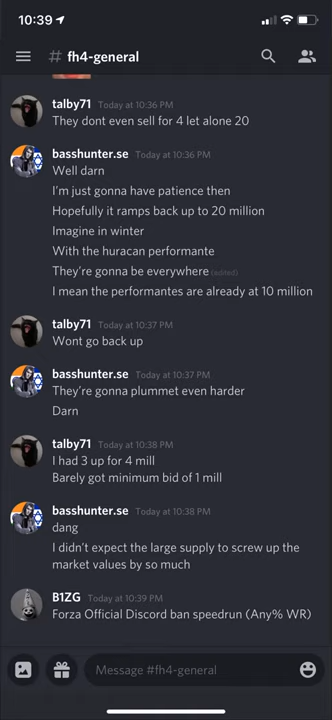 10:39
# fh4-general
talby71 Today at 10:36 PM
They dont even sell for 4 let alone 20
basshunter.se Today at 10:36 PM
Well darn
I'm just gonna have patience then
Hopefully it ramps back up to 20 million
Imagine in winter
With the huracan performante
They're gonna be everywhere (edited)
I mean the performantes are already at 10 million
talby71 Today at 10:37 PM
Wont go back up
basshunter.se Today at 10:37 PM
They're gonna plummet even harder
Darn
talby71 Today at 10:38 PM
I had 3 up for 4 mill
Barely got minimum bid of 1 mill
basshunter.se Today at 10:38 PM
dang
I didn't expect the large supply to screw up the
market values by so much
B1ZG Today at 10:39 PM
Forza Official Discord ban speedrun (Any% WR)
Message #fh4-general